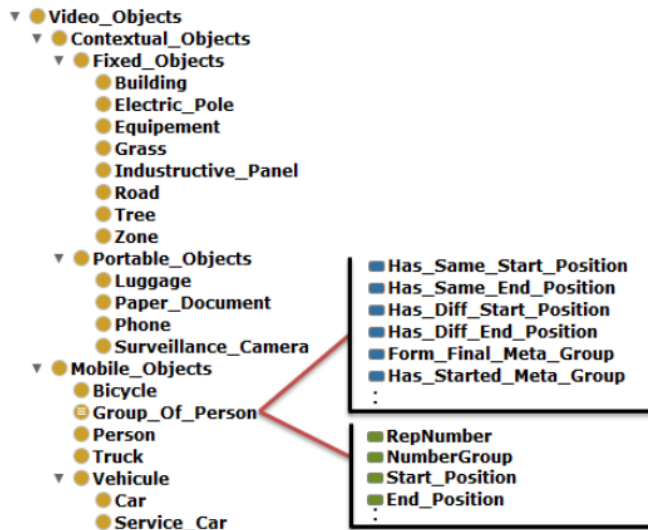 Video_Objects
Contextual_Objects
Fixed_Objects
Building
Electric_Pole
Equipement
Grass
Industructive_Panel
Road
Tree
Zone
Portable_Objects
Luggage
Paper_Document
Phone
Surveillance_Camera
Mobile_Objects
Bicycle
Group_Of_Person
Person
Truck
Vehicule
Car
Service_Car
Has_Same_Start_Position
Has_Same_End_Position
Has_Diff_Start_Position
Has_Diff_End_Position
Form_Final_Meta_Group
Has_Started_Meta_Group
:
RepNumber
NumberGroup
Start_Position
End_Position
: